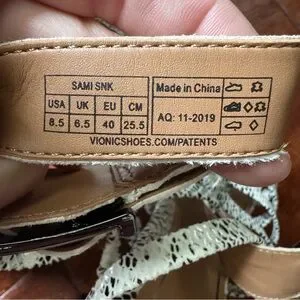 SAMI SNK
USA UK EU CM
8.5 6.5 40 25.5
Made in China
AQ: 11-2019
VIONICSHOES.COM/PATENTS